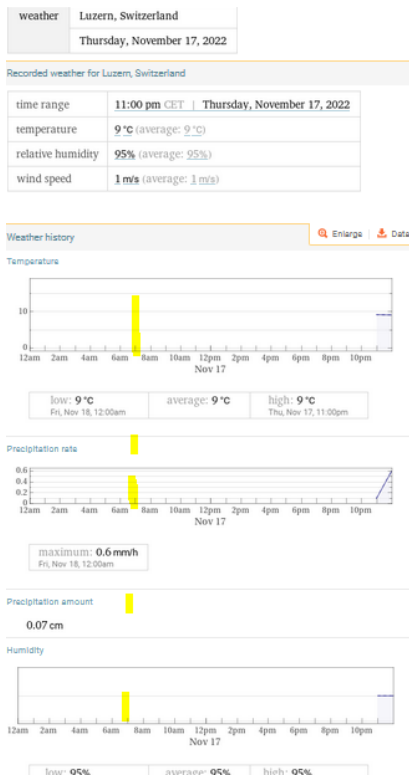 weather Luzern, Switzerland
Thursday, November 17, 2022
Recorded weather for Luzern, Switzerland
time range 11:00 pm CET | Thursday, November 17, 2022
temperature 9 °C (average: 9 °C)
relative humidity 95% (average: 95%)
wind speed 1 m/s (average: 1 m/s)
Weather history Enlarge Data
Temperature
10
0
12am 2am 4am 6am 8am 10am 12pm 2pm 4pm 6pm 8pm 10pm
Nov 17
low: 9 °C average: 9 °C high: 9 °C
Fri, Nov 18, 12:00am Thu, Nov 17, 11:00pm
Precipitation rate
0.6
0.4
0.2
0
12am 2am 4am 6am 8am 10am 12pm 2pm 4pm 6pm 8pm 10pm
Nov 17
maximum: 0.6 mm/h
Fri, Nov 18, 12:00am
Precipitation amount
0.07 cm
Humidity
12am 2am 4am 6am 8am 10am 12pm 2pm 4pm 6pm 8pm 10pm
Nov 17
low: 95% average: 95% high: 95%